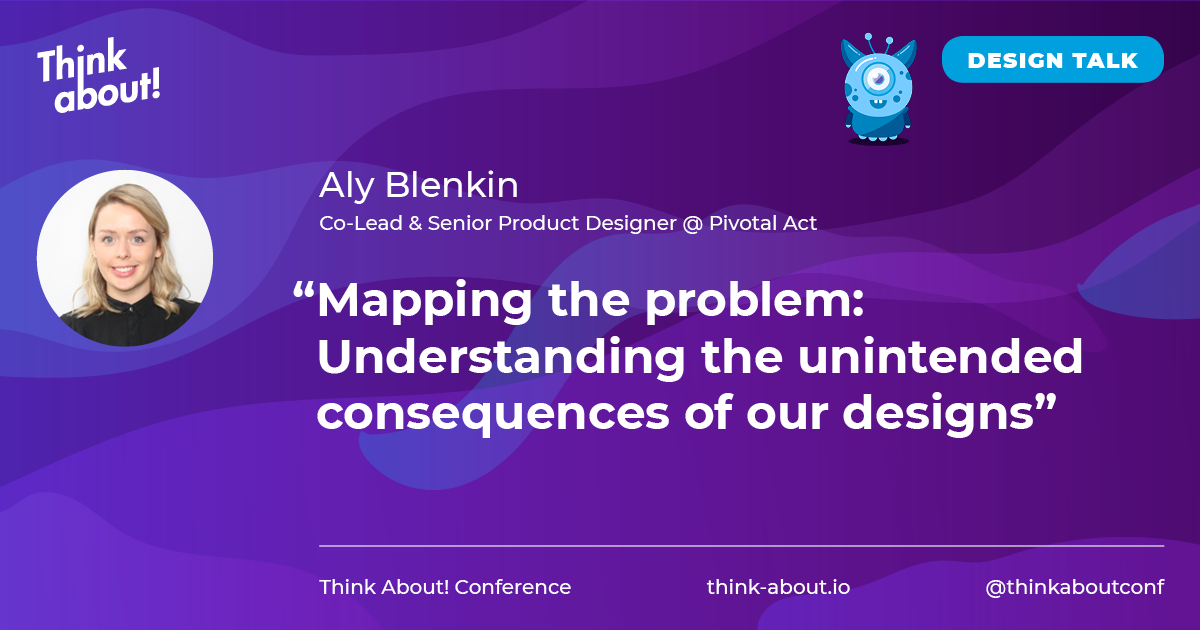 Think
about!
DESIGN TALK
Aly Blenkin
Co-Lead & Senior Product Designer @ Pivotal Act
“Mapping the problem:
Understanding the unintended
consequences of our designs”
Think About! Conference
think-about.io
@thinkaboutconf